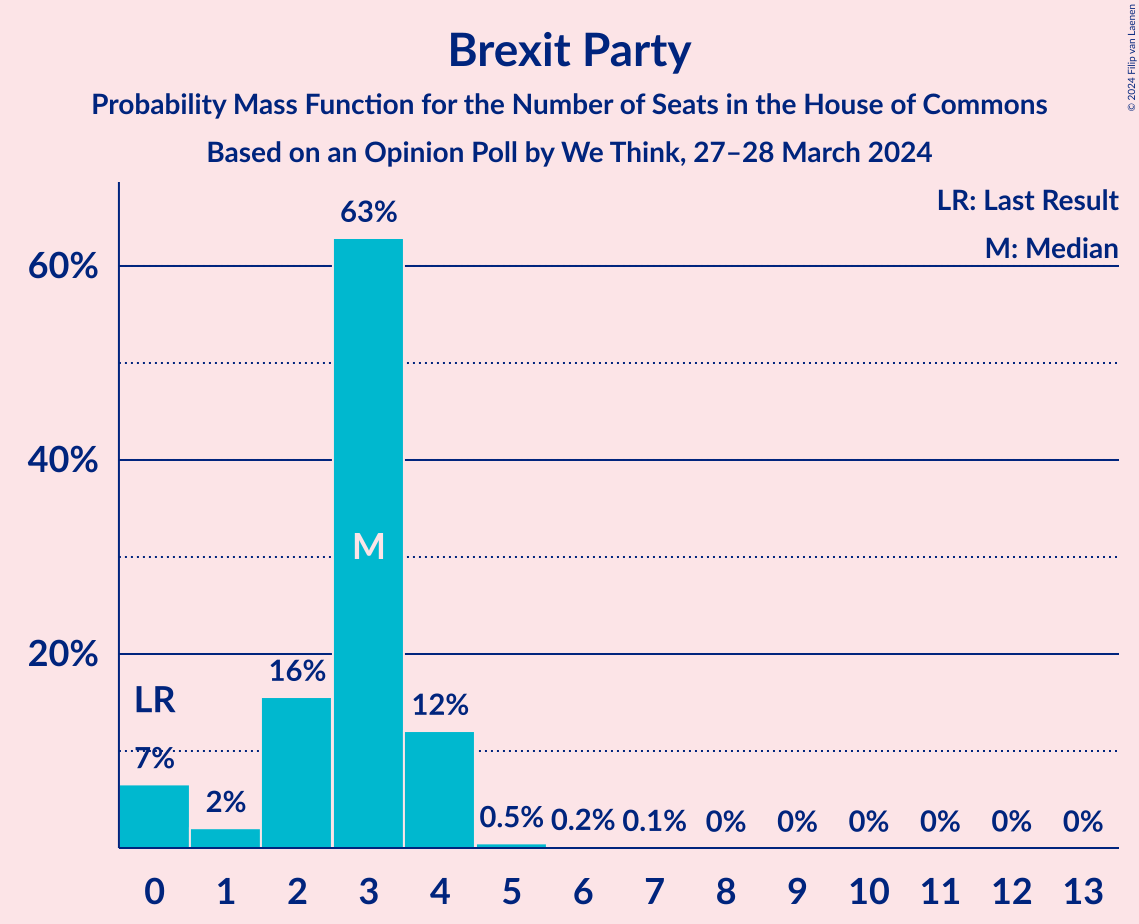 Brexit Party
Probability Mass Function for the Number of Seats in the House of Commons
Based on an Opinion Poll by We Think, 27–28 March 2024
© 2024 Filip van Laenen
LR: Last Result
M: Median
63%
60%
40%
M
20%
16%
LR
12%
7%
2%
0.5% 0.2% 0.1% 0% 0% 0% 0% 0% 0%
0 1 2 3 4 5 6 7 8 9 10 11 12 13